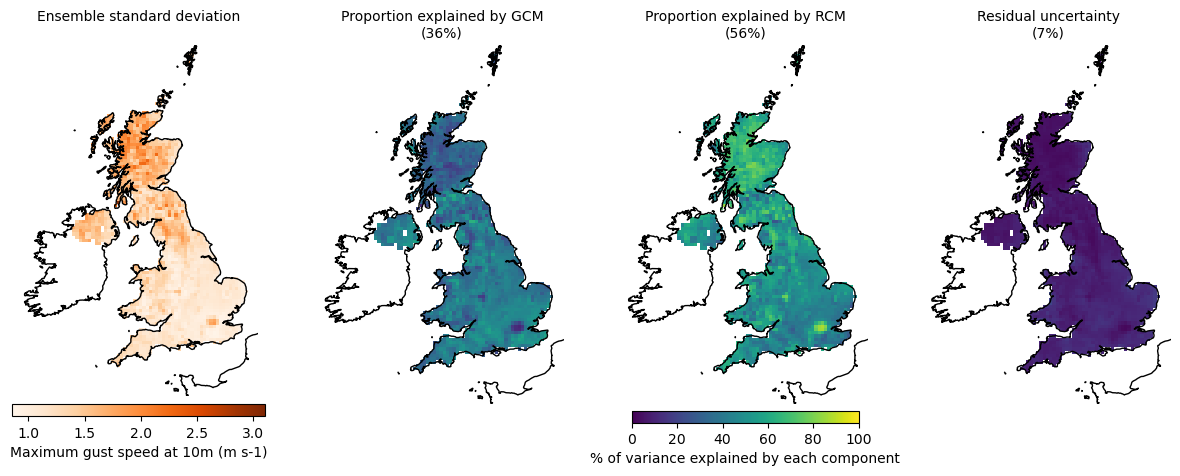 Ensemble standard deviation
Proportion explained by GCM
(36%)
Proportion explained by RCM
(56%)
Residual uncertainty
(7%)
1.0 1.5 2.0 2.5 3.0
Maximum gust speed at 10m (m s-1)
0 20 40 60 80 100
% of variance explained by each component